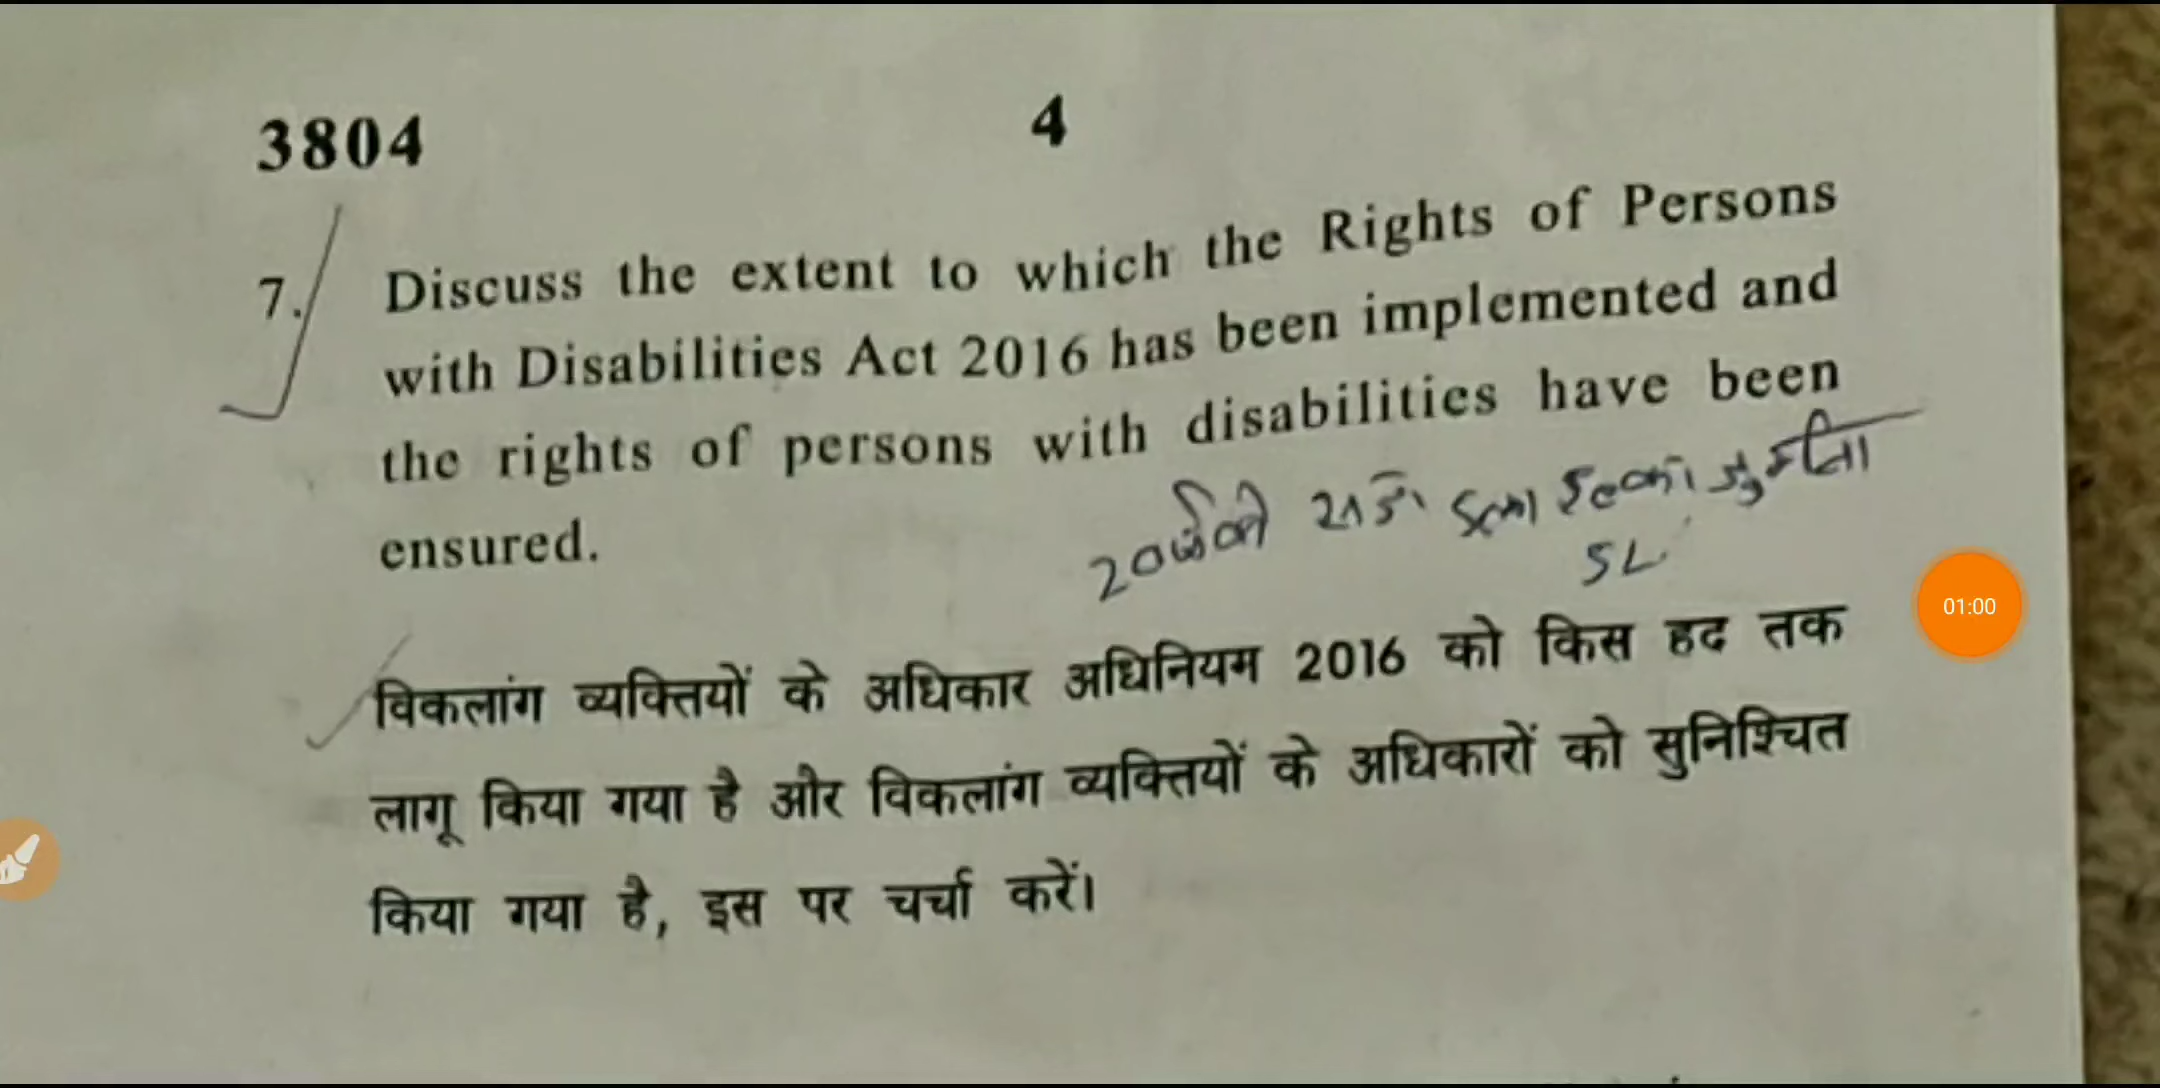 3804
4
7. Discuss the extent to which the Rights of Persons
with Disabilities Act 2016 has been implemented and
the rights of persons with disabilities have been
ensured.
SL
01:00
विकलांग व्यक्तियों के अधिकार अधिनियम 2016 को किस हद तक
लागू किया गया है और विकलांग व्यक्तियों के अधिकारों को सुनिश्चित
किया गया है, इस पर चर्चा करें।